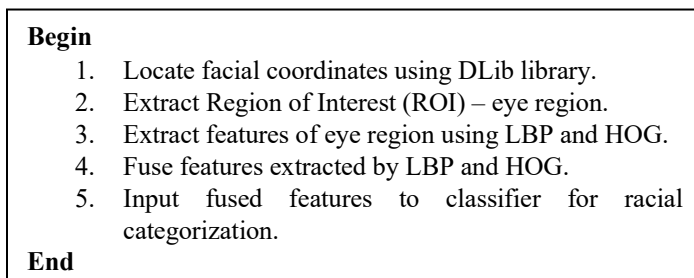 Begin
1. Locate facial coordinates using DLib library.
2. Extract Region of Interest (ROI) – eye region.
3. Extract features of eye region using LBP and HOG.
4. Fuse features extracted by LBP and HOG.
5. Input fused features to classifier for racial
categorization.
End